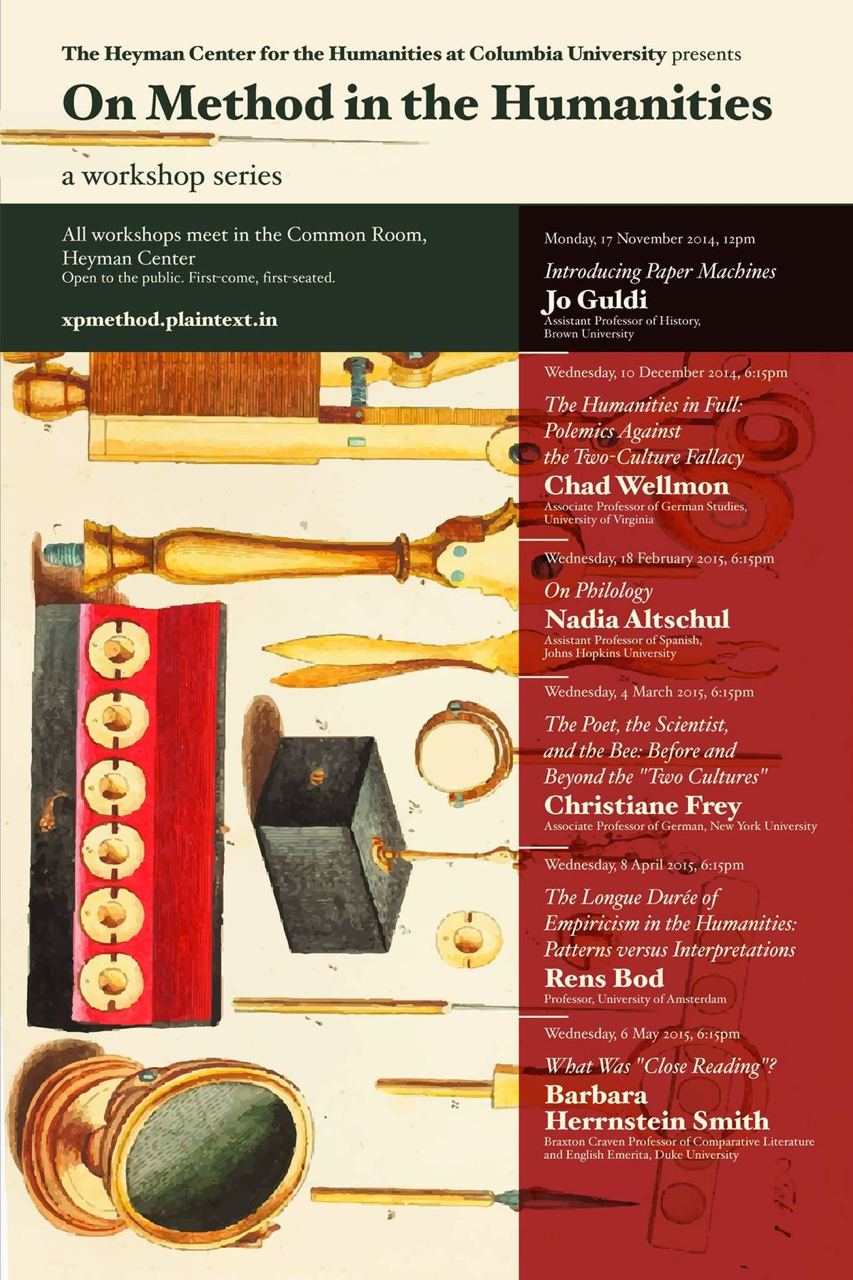 The Heyman Center for the Humanities at Columbia University presents
On Method in the Humanities
a workshop series
All workshops meet in the Common Room,
Heyman Center
Open to the public. First-come, first-seated.
xpmethod.plaintext.in
Monday, 17 November 2014, 12pm
Introducing Paper Machines
Jo Guldi
Assistant Professor of History,
Brown University
Wednesday, 10 December 2014, 6:15pm
The Humanities in Full:
Polemics Against
the Two-Culture Fallacy
Chad Wellmon
Associate Professor of German Studies,
University of Virginia
Wednesday, 18 February 2015, 6:15pm
On Philology
Nadia Altschul
Assistant Professor of Spanish,
Johns Hopkins University
Wednesday, 4 March 2015, 6:15pm
The Poet, the Scientist,
and the Bee: Before and
Beyond the "Two Cultures"
Christiane Frey
Associate Professor of German, New York University
Wednesday, 8 April 2015, 6:15pm
The Longue Durée of
Empiricism in the Humanities:
Patterns versus Interpretations
Rens Bod
Professor, University of Amsterdam
Wednesday, 6 May 2015, 6:15pm
What Was "Close Reading"?
Barbara
Herrnstein Smith
Braxton Craven Professor of Comparative Literature
and English Emerita, Duke University